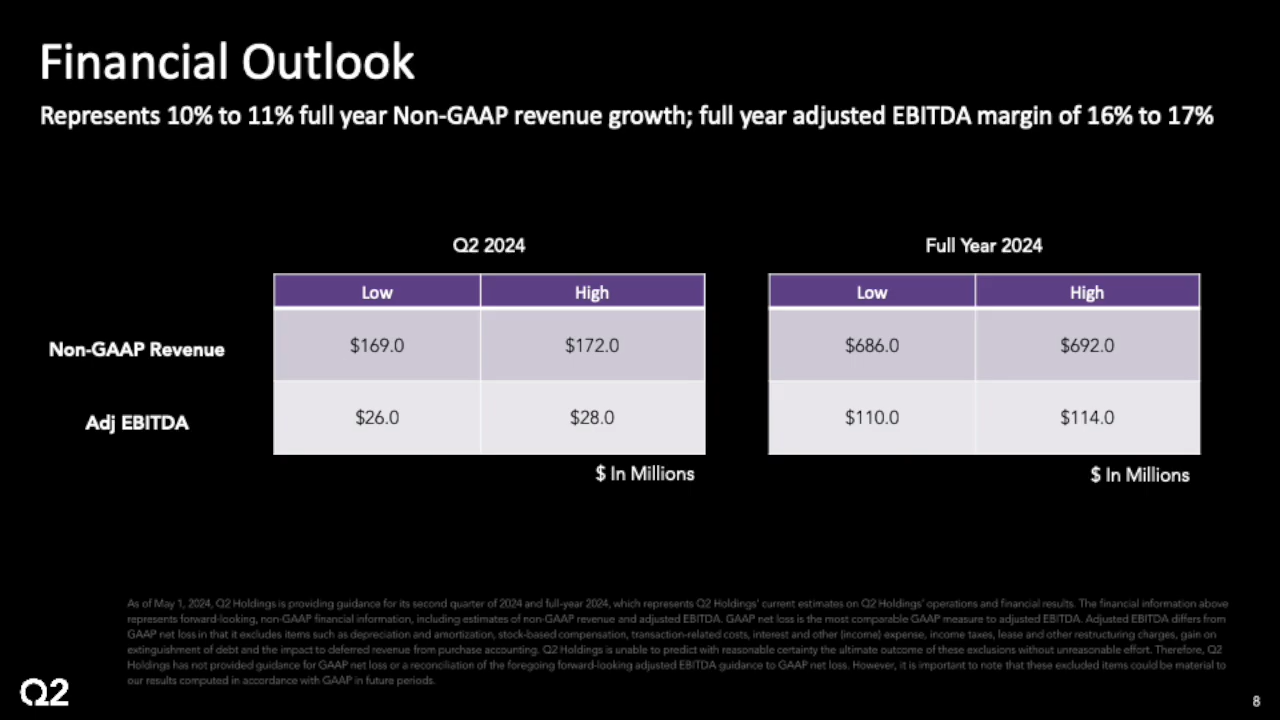 Financial Outlook
Represents 10% to 11% full year Non-GAAP revenue growth; full year adjusted EBITDA margin of 16% to 17%
Q2 2024
Full Year 2024
Low High Low High
Non-GAAP Revenue $169.0 $172.0 $686.0 $692.0
Adj EBITDA $26.0 $28.0 $110.0 $114.0
$ In Millions
$ In Millions
As of May 1, 2024, Q2 Holdings is providing guidance for its second quarter of 2024 and full-year 2024, which represents Q2 Holdings' current estimates on Q2 Holdings' operations and financial results. The financial information above
represents forward-looking, non-GAAP financial information, including estimates of non-GAAP revenue and adjusted EBITDA. GAAP net loss is the most comparable GAAP measure to adjusted EBITDA. Adjusted EBITDA differs from
GAAP net loss in that it excludes items such as depreciation and amortization, stock-based compensation, transaction-related costs, interest and other (income) expense, income taxes, lease and other restructuring charges, gain on
extinguishment of debt and the impact to deferred revenue from purchase accounting. Q2 Holdings is unable to predict with reasonable certainty the ultimate outcome of these exclusions without unreasonable effort. Therefore, Q2
Holdings has not provided guidance for GAAP net loss or a reconciliation of the foregoing forward-looking adjusted EBITDA guidance to GAAP net loss. However, it is important to note that these excluded items could be material to
our results computed in accordance with GAAP in future periods.
Q2
8